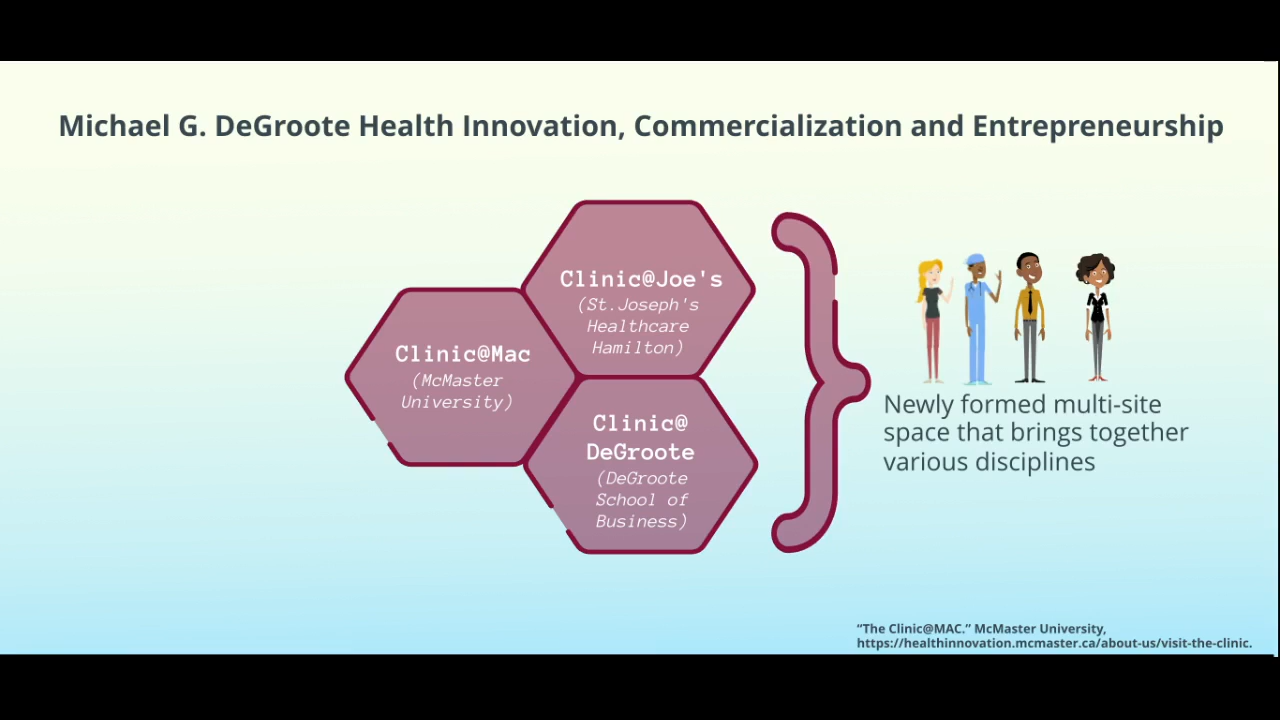 Michael G. DeGroote Health Innovation, Commercialization and Entrepreneurship
Clinic@Joe's
(St.Joseph's
Healthcare
Hamilton)
Clinic@Mac
(McMaster
University)
Clinic@
DeGroote
(DeGroote
School of
Business)
Newly formed multi-site
space that brings together
various disciplines
“The Clinic@MAC.” McMaster University,
https://healthinnovation.mcmaster.ca/about-us/visit-the-clinic.